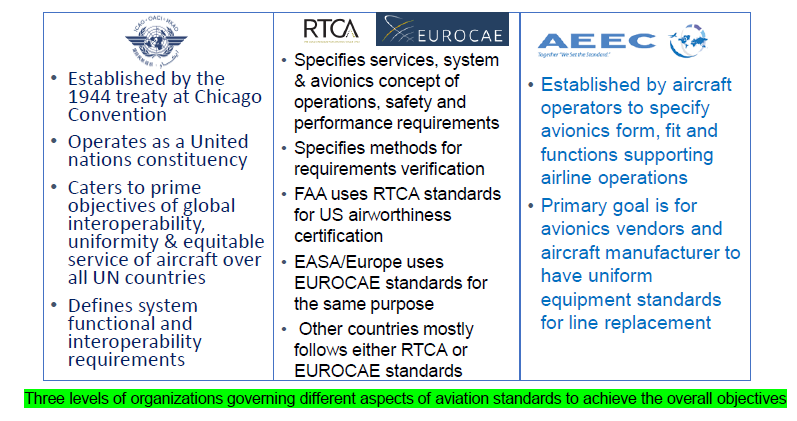 ICAO · OACI · ИКАО
• Established by the
1944 treaty at Chicago
Convention
• Operates as a United
nations constituency
• Caters to prime
objectives of global
interoperability,
uniformity & equitable
service of aircraft over
all UN countries
• Defines system
functional and
interoperability
requirements
RTCA
EUROCAE
• Specifies services, system
& avionics concept of
operations, safety and
performance requirements
• Specifies methods for
requirements verification
• FAA uses RTCA standards
for US airworthiness
certification
• EASA/Europe uses
EUROCAE standards for
the same purpose
• Other countries mostly
follows either RTCA or
EUROCAE standards
AEEC
Together "We Set the Standard."
• Established by aircraft
operators to specify
avionics form, fit and
functions supporting
airline operations
• Primary goal is for
avionics vendors and
aircraft manufacturer to
have uniform
equipment standards
for line replacement
Three levels of organizations governing different aspects of aviation standards to achieve the overall objectives